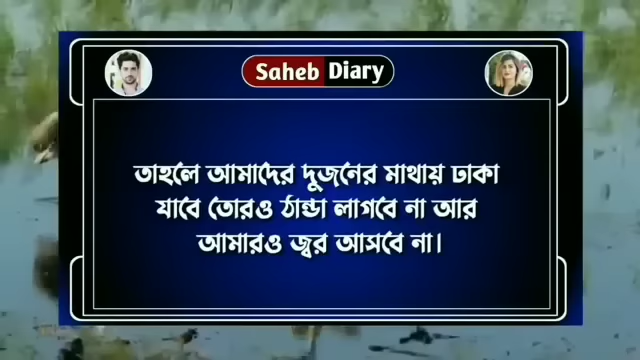 Saheb Diary
তাহলে আমাদের দুজনের মাথায় ঢাকা
যাবে তোরও ঠান্ডা লাগবে না আর
আমারও জ্বর আসবে না।